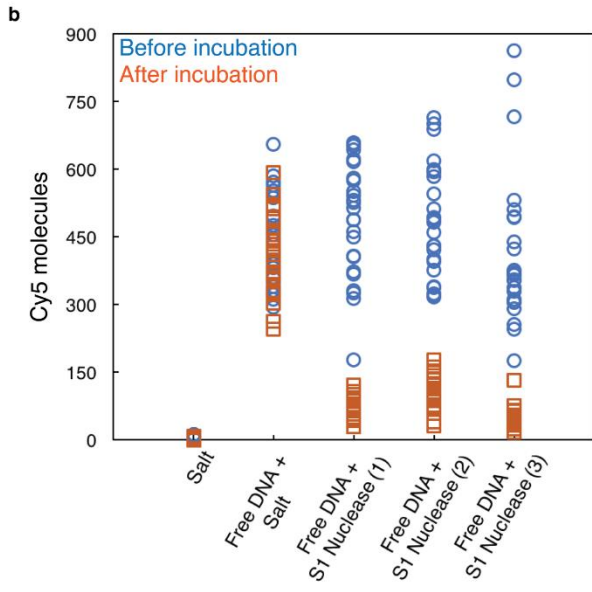 b
Before incubation
After incubation
Cy5 molecules
900
750
600
450
300
150
0
Salt
Free DNA +
Salt
Free DNA +
S1 Nuclease (1)
Free DNA +
S1 Nuclease (2)
Free DNA +
S1 Nuclease (3)